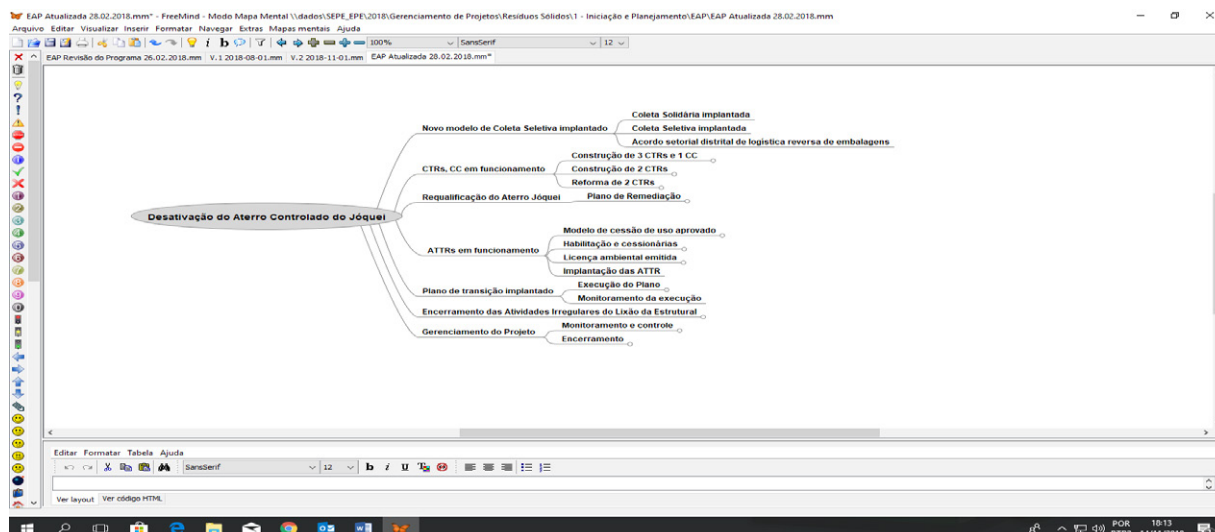 EAP Atualizada 28.02.2018.mm* - FreeMind - Modo Mapa Mental \\dados\SEPE_EPE\2018\Gerenciamento de Projetos\Resíduos Sólidos\1 - Iniciação e Planejamento\EAP\EAP Atualizada 28.02.2018.mm
Arquivo Editar Visualizar Inserir Formatar Navegar Extras Mapas mentais Ajuda
100% SansSerif 12
EAP Revisão do Programa 26.02.2018.mm V.1 2018-08-01.mm V.2 2018-11-01.mm EAP Atualizada 28.02.2018.mm*
Desativação do Aterro Controlado do Jóquei
Novo modelo de Coleta Seletiva implantado
Coleta Solidária implantada
Coleta Seletiva implantada
Acordo setorial distrital de logística reversa de embalagens
CTRs, CC em funcionamento
Construção de 3 CTRs e 1 CC
Construção de 2 CTRs
Reforma de 2 CTRs
Requalificação do Aterro Jóquei
Plano de Remediação
ATTRs em funcionamento
Modelo de cessão de uso aprovado
Habilitação e cessionárias
Licença ambiental emitida
Implantação das ATTR
Plano de transição implantado
Execução do Plano
Monitoramento da execução
Encerramento das Atividades Irregulares do Lixão da Estrutural
Gerenciamento do Projeto
Monitoramento e controle
Encerramento
Editar Formatar Tabela Ajuda
SansSerif 12 b i u
Ver layout Ver código HTML
POR 18:13